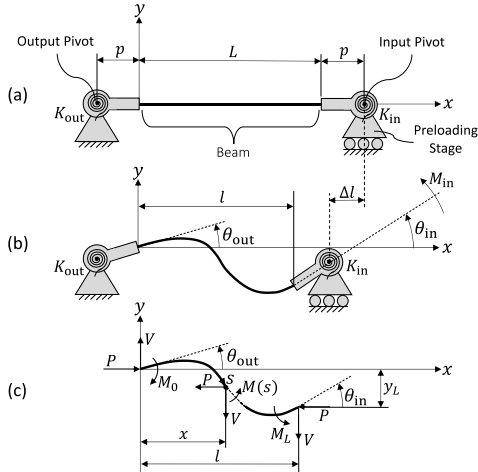 y
Output Pivot
p
L
p
Input Pivot
(a)
K_out
K_in
x
Beam
Preloading
Stage
y
l
Δl
M_in
(b)
θ_out
θ_in
K_out
K_in
x
y
V
θ_out
P
x
(c)
M_0
P
s
M(s)
θ_in
y_L
V
M_L
P
V
x
l